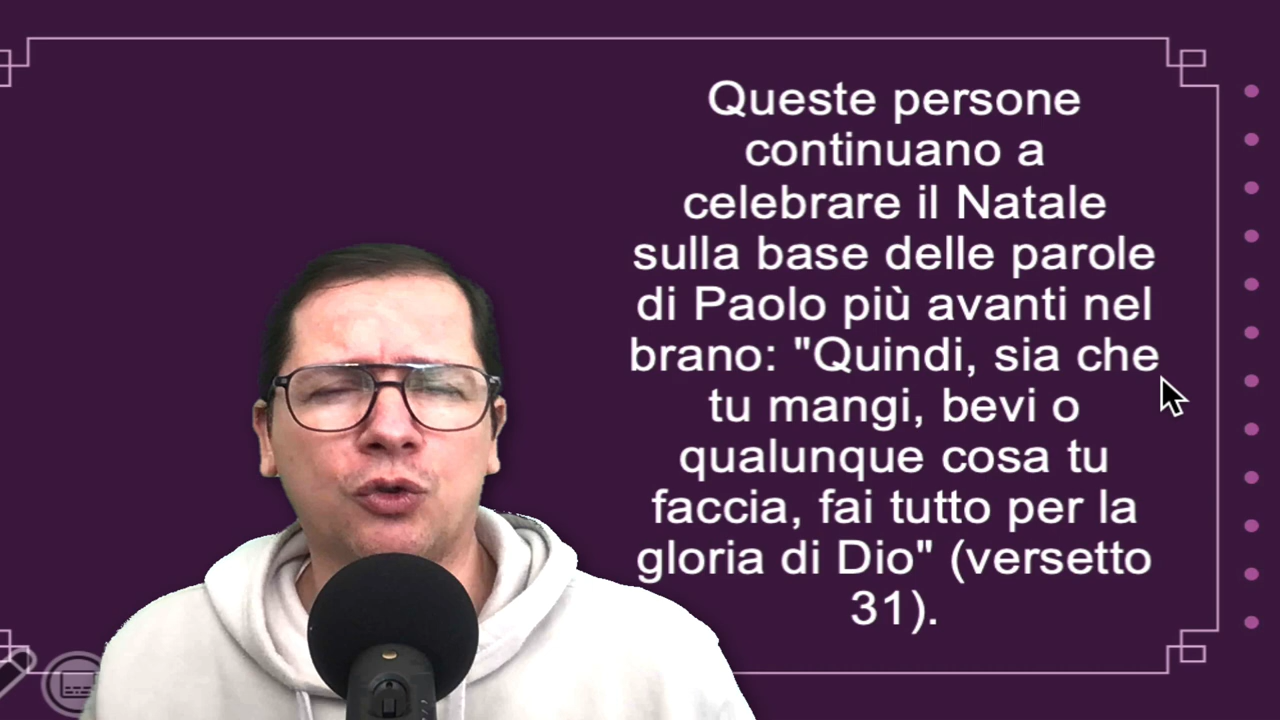 Queste persone
continuano a
celebrare il Natale
sulla base delle parole
di Paolo più avanti nel
brano: "Quindi, sia che
tu mangi, bevi o
qualunque cosa tu
faccia, fai tutto per la
gloria di Dio" (versetto
31).